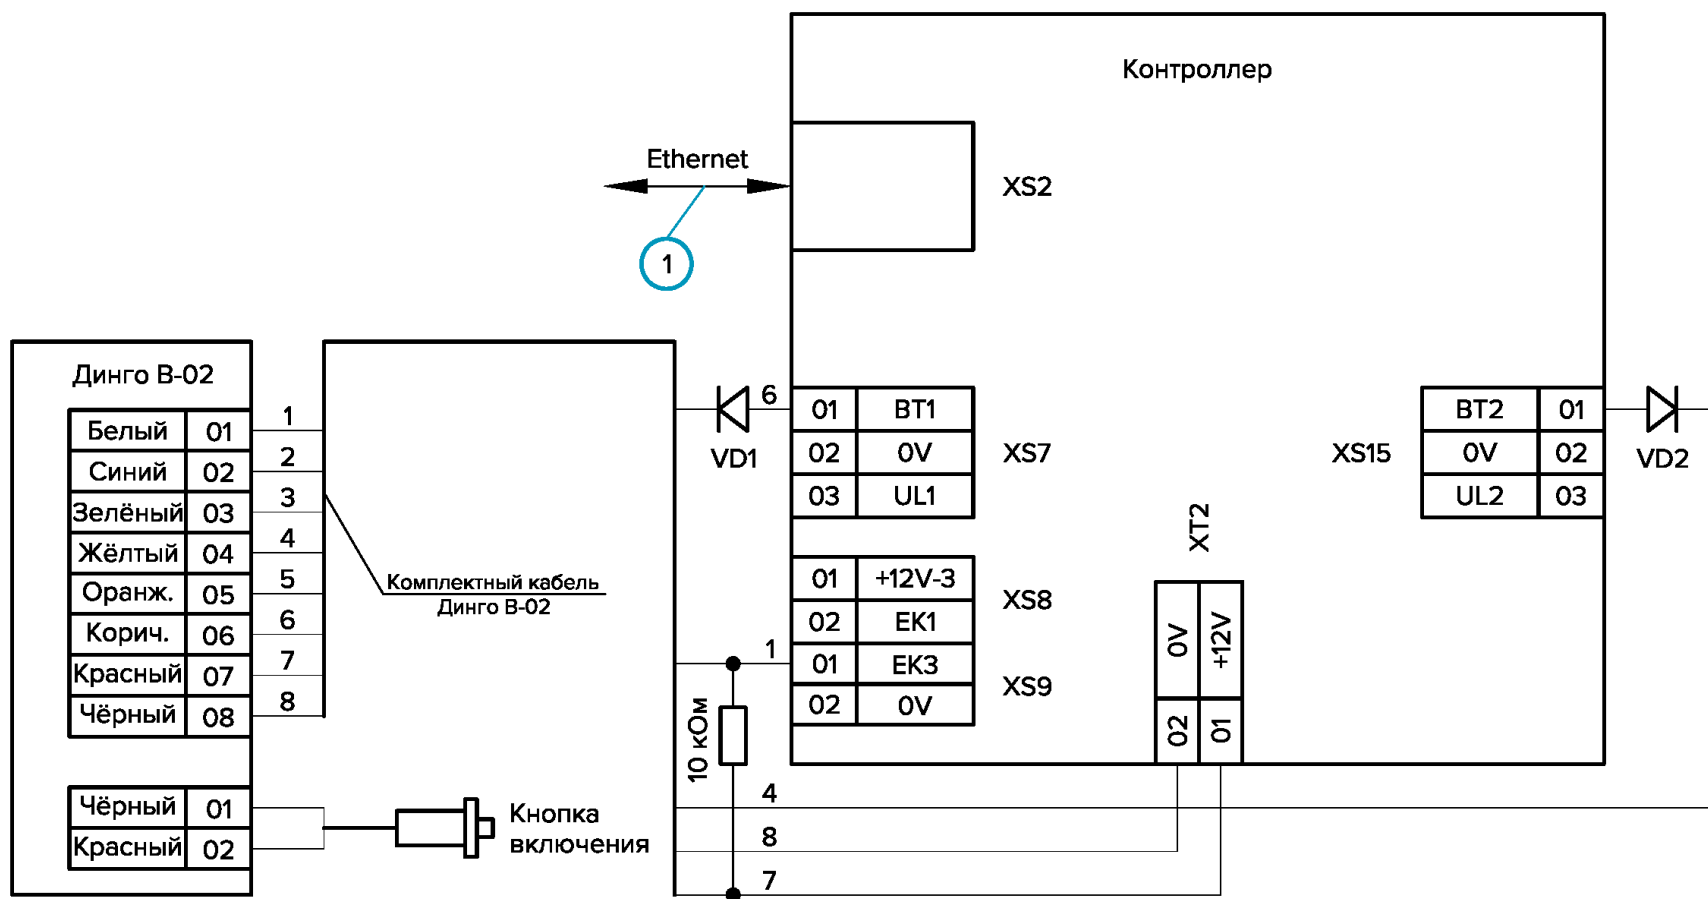 Контроллер
Ethernet
XS2
1
Динго В-02
Белый 01 1
Синий 02 2
Зелёный 03 3
Жёлтый 04 4
Оранж. 05 5
Корич. 06 6
Красный 07 7
Чёрный 08 8
Чёрный 01
Красный 02
Комплектный кабель
Динго В-02
Кнопка
включения
VD1
6
01 BT1
02 0V
03 UL1
XS7
01 +12V-3
02 EK1
XS8
1
01 EK3
02 0V
XS9
10 кОм
4
8
7
XT2
0V +12V
02 01
XS15
BT2 01
0V 02
UL2 03
VD2